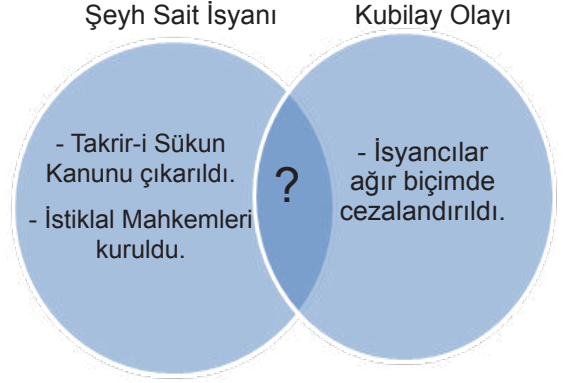 Şeyh Sait İsyanı
Kubilay Olayı
- Takrir-i Sükun
Kanunu çıkarıldı.
- İstiklal Mahkemleri
kuruldu.
?
- İsyancılar
ağır biçimde
cezalandırıldı.